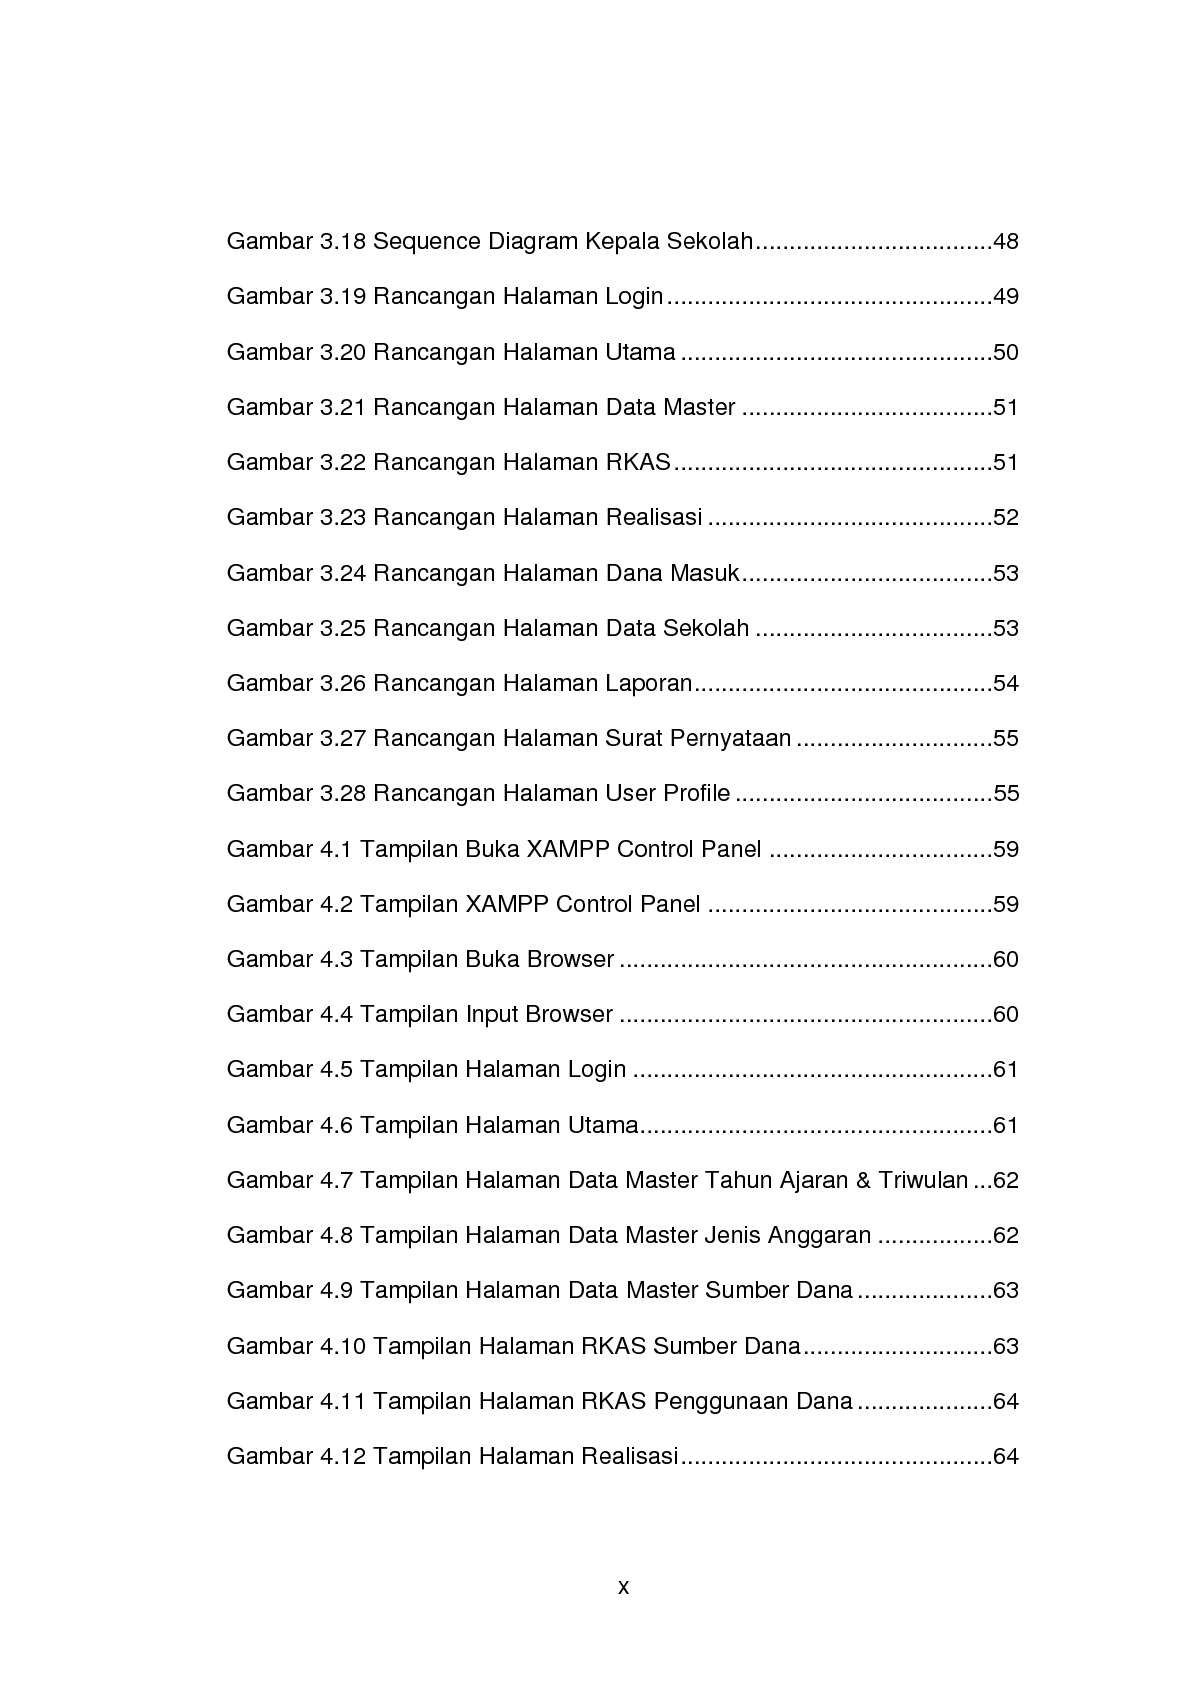 Gambar 3.18 Sequence Diagram Kepala Sekolah...................................48
Gambar 3.19 Rancangan Halaman Login................................................49
Gambar 3.20 Rancangan Halaman Utama ..............................................50
Gambar 3.21 Rancangan Halaman Data Master .....................................51
Gambar 3.22 Rancangan Halaman RKAS...............................................51
Gambar 3.23 Rancangan Halaman Realisasi ..........................................52
Gambar 3.24 Rancangan Halaman Dana Masuk.....................................53
Gambar 3.25 Rancangan Halaman Data Sekolah ...................................53
Gambar 3.26 Rancangan Halaman Laporan............................................54
Gambar 3.27 Rancangan Halaman Surat Pernyataan .............................55
Gambar 3.28 Rancangan Halaman User Profile ......................................55
Gambar 4.1 Tampilan Buka XAMPP Control Panel .................................59
Gambar 4.2 Tampilan XAMPP Control Panel ..........................................59
Gambar 4.3 Tampilan Buka Browser .......................................................60
Gambar 4.4 Tampilan Input Browser .......................................................60
Gambar 4.5 Tampilan Halaman Login .....................................................61
Gambar 4.6 Tampilan Halaman Utama....................................................61
Gambar 4.7 Tampilan Halaman Data Master Tahun Ajaran & Triwulan ...62
Gambar 4.8 Tampilan Halaman Data Master Jenis Anggaran .................62
Gambar 4.9 Tampilan Halaman Data Master Sumber Dana....................63
Gambar 4.10 Tampilan Halaman RKAS Sumber Dana............................63
Gambar 4.11 Tampilan Halaman RKAS Penggunaan Dana....................64
Gambar 4.12 Tampilan Halaman Realisasi..............................................64
x